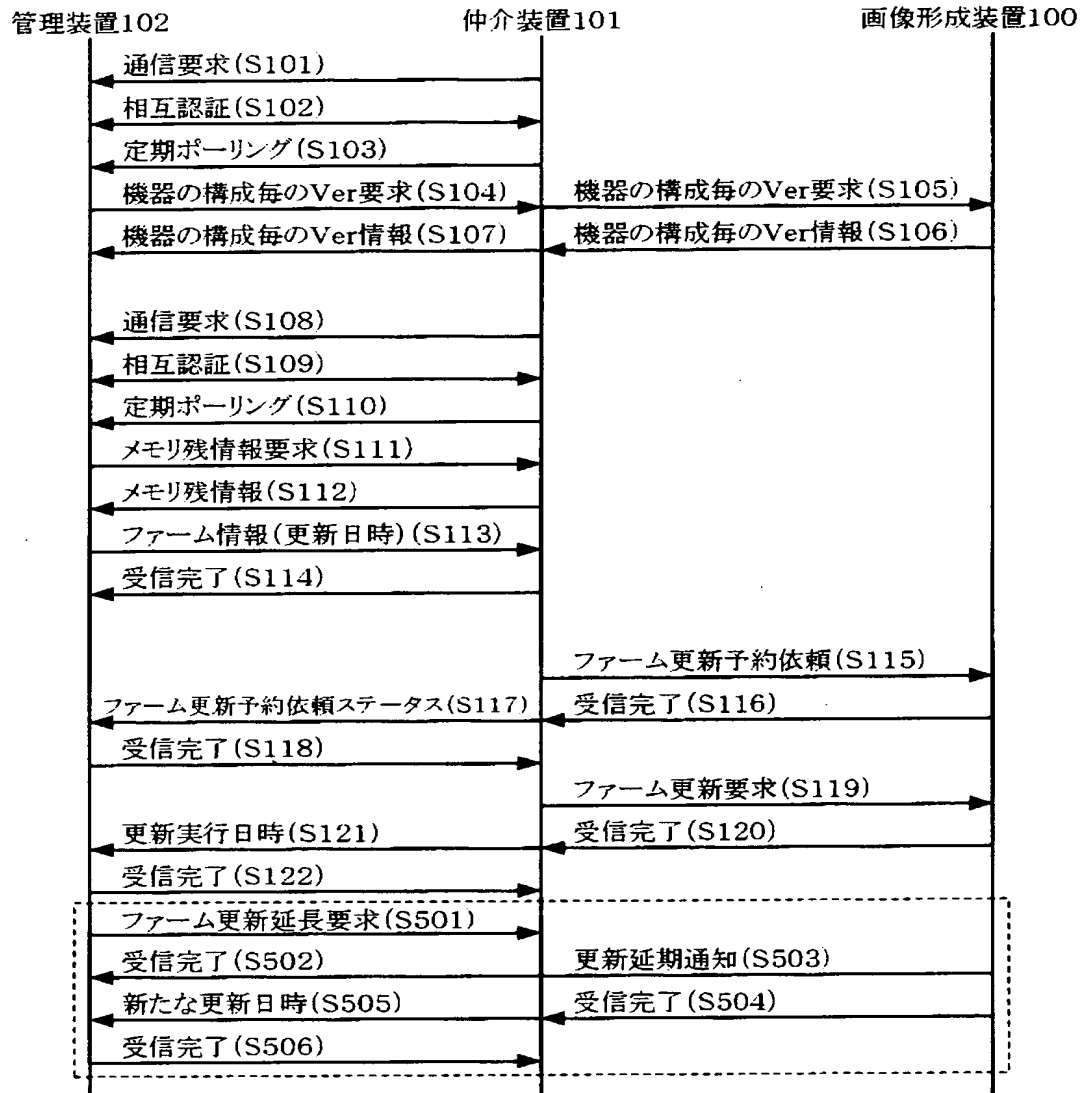 管理装置102 仲介装置101 画像形成装置100
通信要求(S101)
相互認証(S102)
定期ポーリング(S103)
機器の構成毎のVer要求(S104) 機器の構成毎のVer要求(S105)
機器の構成毎のVer情報(S107) 機器の構成毎のVer情報(S106)
通信要求(S108)
相互認証(S109)
定期ポーリング(S110)
メモリ残情報要求(S111)
メモリ残情報(S112)
ファーム情報(更新日時)(S113)
受信完了(S114)
ファーム更新予約依頼(S115)
ファーム更新予約依頼ステータス(S117) 受信完了(S116)
受信完了(S118)
ファーム更新要求(S119)
更新実行日時(S121) 受信完了(S120)
受信完了(S122)
ファーム更新延長要求(S501)
受信完了(S502) 更新延期通知(S503)
新たな更新日時(S505) 受信完了(S504)
受信完了(S506)